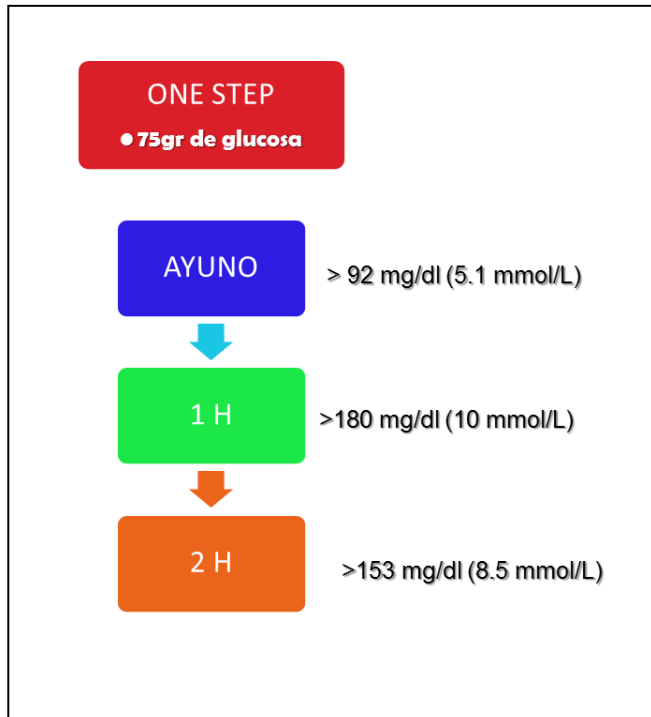 ONE STEP
• 75gr de glucosa
AYUNO
> 92 mg/dl (5.1 mmol/L)
1 H
>180 mg/dl (10 mmol/L)
2 H
>153 mg/dl (8.5 mmol/L)